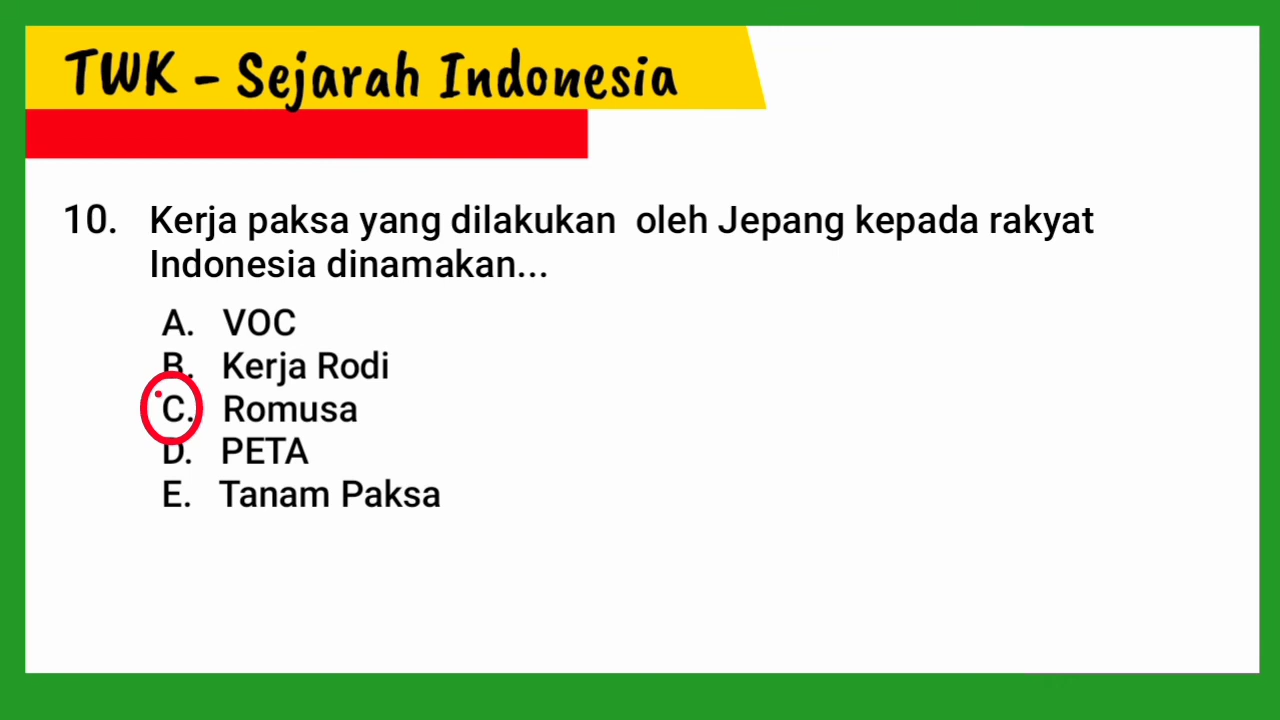 TWK - Sejarah Indonesia
10. Kerja paksa yang dilakukan oleh Jepang kepada rakyat
Indonesia dinamakan...
A. VOC
B. Kerja Rodi
C. Romusa
D. PETA
E. Tanam Paksa